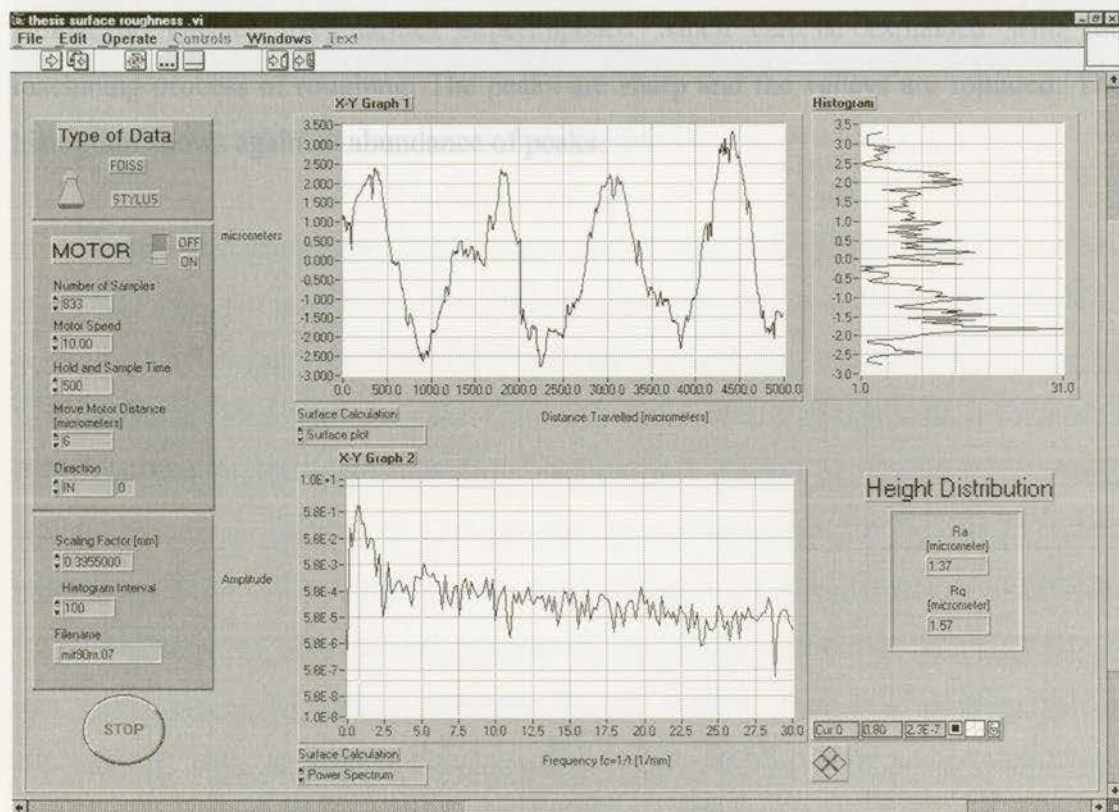 thesis surface roughness .vi
File Edit Operate Controls Windows Text
Type of Data
FOISS
STYLUS
MOTOR
OFF
ON
Number of Samples
833
Motor Speed
10.00
Hold and Sample Time
500
Move Motor Distance
[micrometers]
6
Direction
IN 0
Scaling Factor [mm]
0.3955000
Histogram Interval
100
Filename
mit90m.07
STOP
X-Y Graph 1
micrometers
3.500
3.000
2.500
2.000
1.500
1.000
0.500
0.000
-0.500
-1.000
-1.500
-2.000
-2.500
-3.000
0.0 500.0 1000.0 1500.0 2000.0 2500.0 3000.0 3500.0 4000.0 4500.0 5000.0
Distance Travelled [micrometers]
Surface Calculation
Surface plot
Histogram
3.5
3.0
2.5
2.0
1.5
1.0
0.5
0.0
-0.5
-1.0
-1.5
-2.0
-2.5
-3.0
1.0 31.0
X-Y Graph 2
Amplitude
1.0E+1
5.8E-1
5.8E-2
5.8E-3
5.8E-4
5.8E-5
5.8E-6
5.8E-7
5.8E-8
1.0E-8
0.0 2.5 5.0 7.5 10.0 12.5 15.0 17.5 20.0 22.5 25.0 27.5 30.0
Frequency fc=1/l [1/mm]
Surface Calculation
Power Spectrum
Height Distribution
Ra
[micrometer]
1.37
Rq
[micrometer]
1.57
Cur 0 0.80 2.3E-7